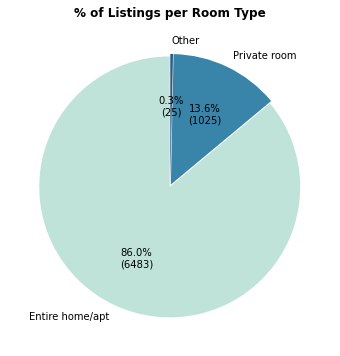 % of Listings per Room Type
Other
Private room
0.3%
(25)
13.6%
(1025)
86.0%
(6483)
Entire home/apt